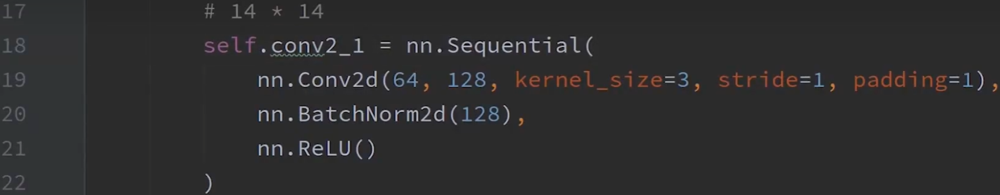 17 # 14 * 14
18 self.conv2_1 = nn.Sequential(
19 nn.Conv2d(64, 128, kernel_size=3, stride=1, padding=1),
20 nn.BatchNorm2d(128),
21 nn.ReLU()
22 )